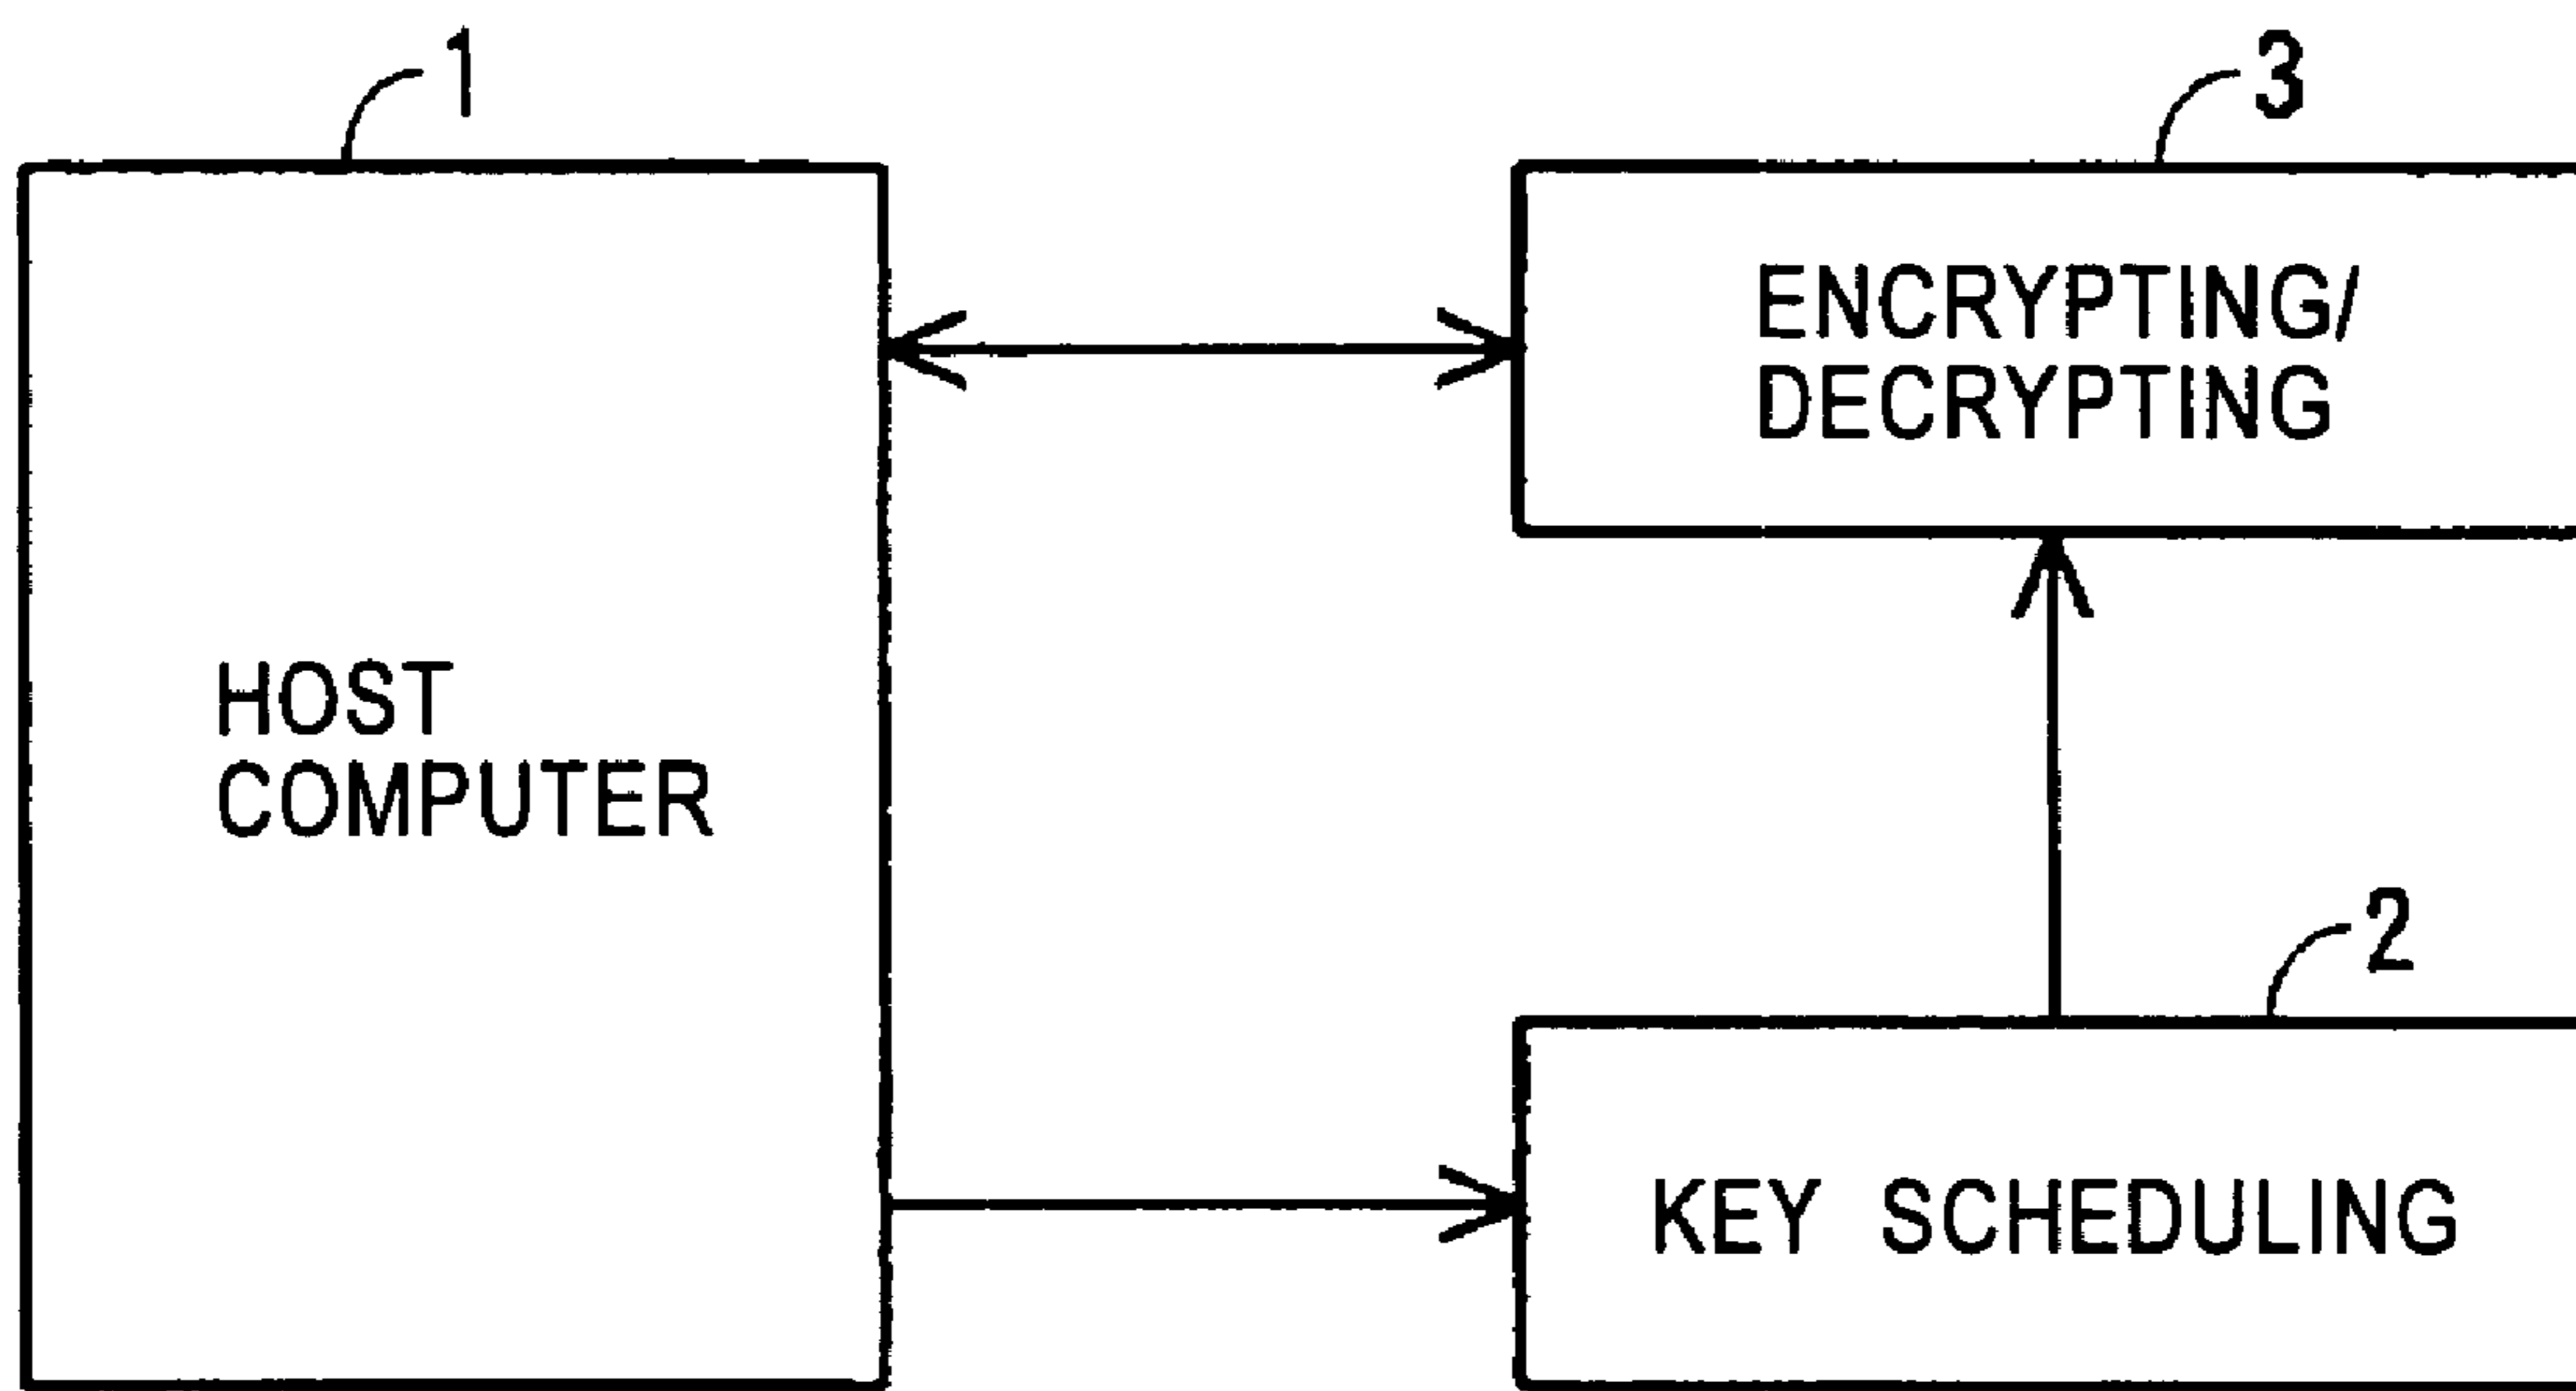 1
3
ENCRYPTING/
DECRYPTING
HOST
COMPUTER
2
KEY SCHEDULING